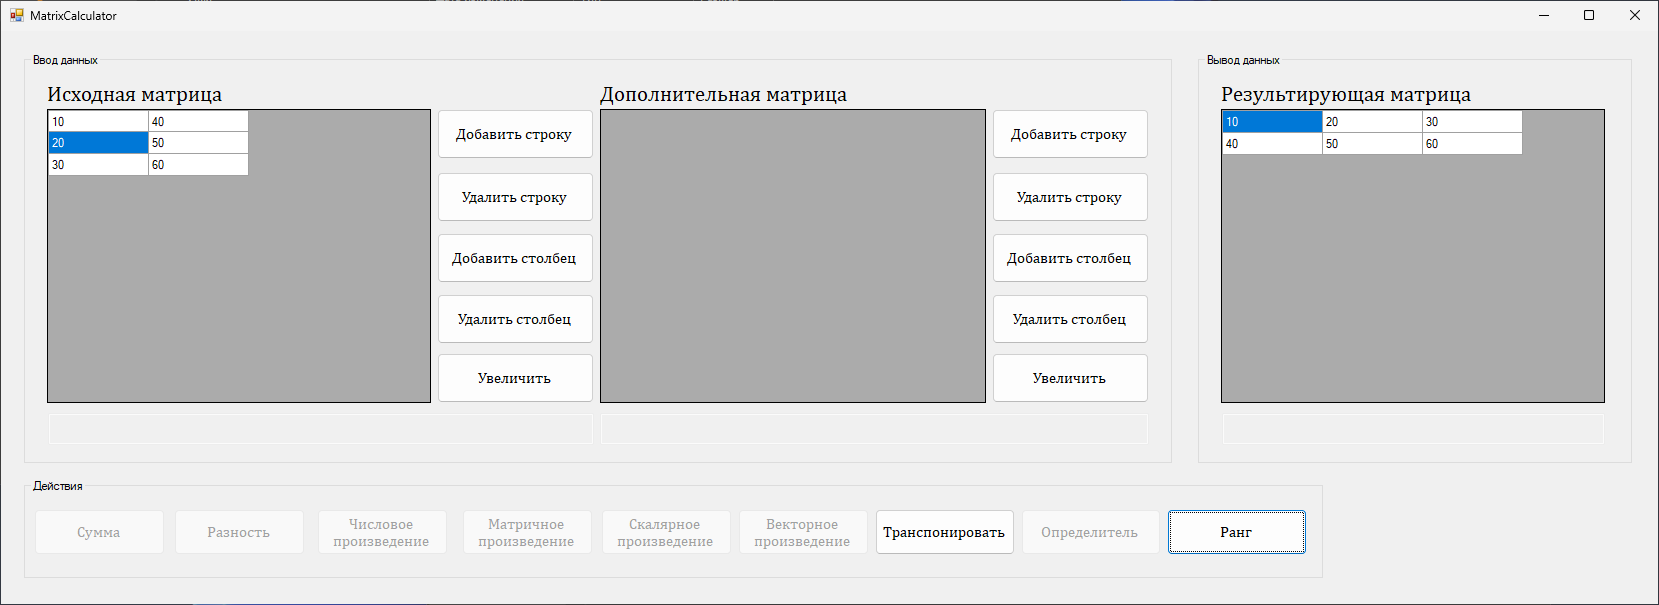 MatrixCalculator
Ввод данных
Исходная матрица
10 40
20 50
30 60
Добавить строку
Удалить строку
Добавить столбец
Удалить столбец
Увеличить
Дополнительная матрица
Добавить строку
Удалить строку
Добавить столбец
Удалить столбец
Увеличить
Вывод данных
Результирующая матрица
10 20 30
40 50 60
Действия
Сумма
Разность
Числовое
произведение
Матричное
произведение
Скалярное
произведение
Векторное
произведение
Транспонировать
Определитель
Ранг